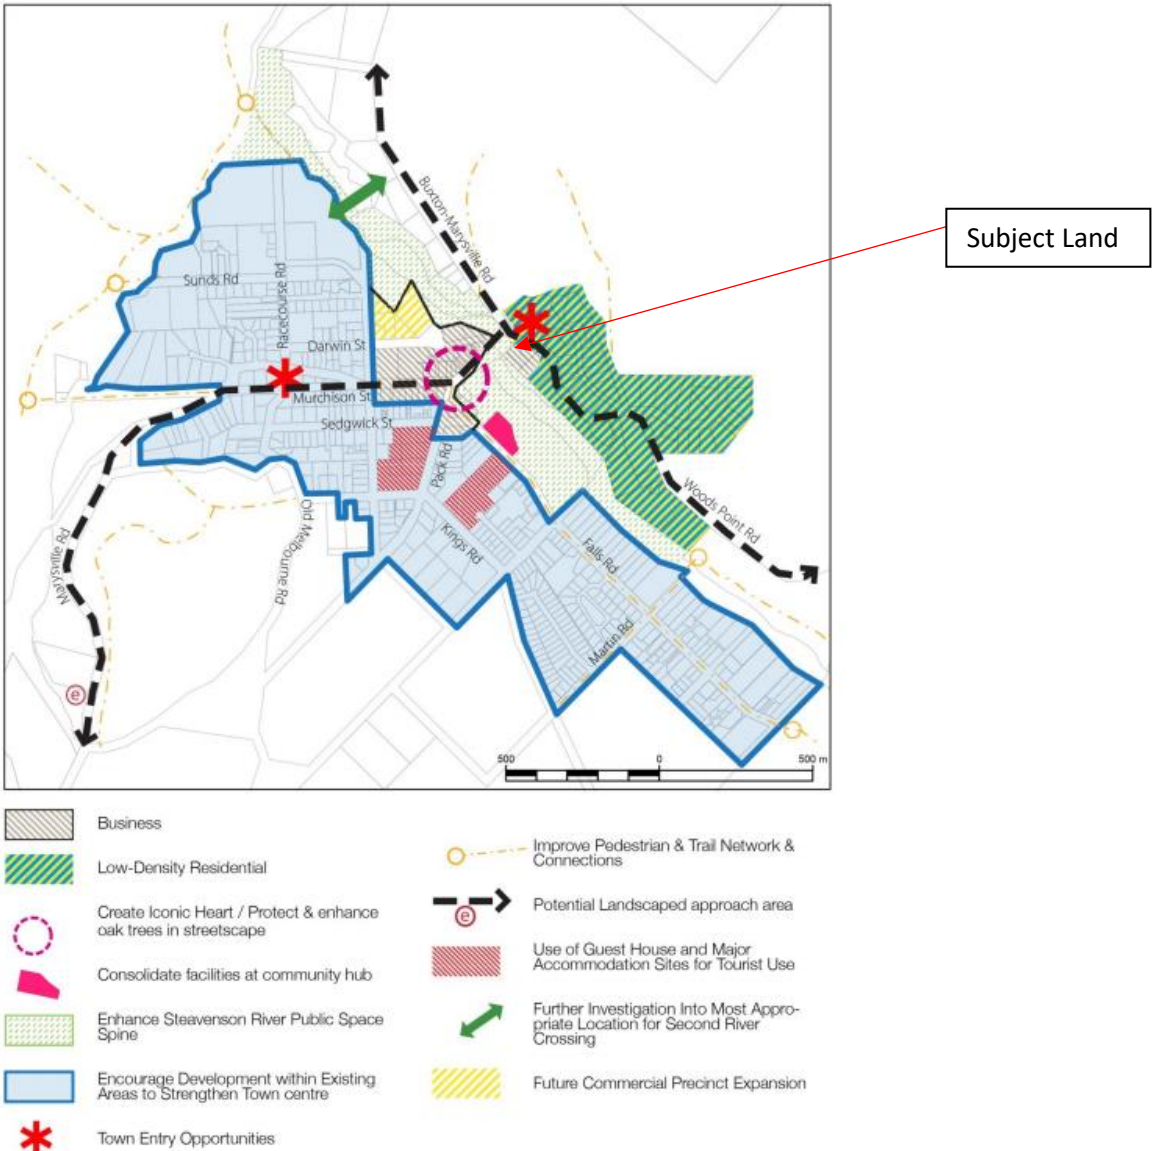 Subject Land
Buxton-Marysville Rd
Sunds Rd
Racecourse Rd
Darwin St
Murchison St
Sedgwick St
Pack Rd
Kings Rd
Old Melbourne Rd
Marysville Rd
Woods Point Rd
Falls Rd
Martin Rd
e
500 0 500 m
Business
Low-Density Residential
Create Iconic Heart / Protect & enhance
oak trees in streetscape
Consolidate facilities at community hub
Enhance Steavenson River Public Space
Spine
Encourage Development within Existing
Areas to Strengthen Town centre
Town Entry Opportunities
Improve Pedestrian & Trail Network &
Connections
Potential Landscaped approach area
e
Use of Guest House and Major
Accommodation Sites for Tourist Use
Further Investigation Into Most Appro-
priate Location for Second River
Crossing
Future Commercial Precinct Expansion